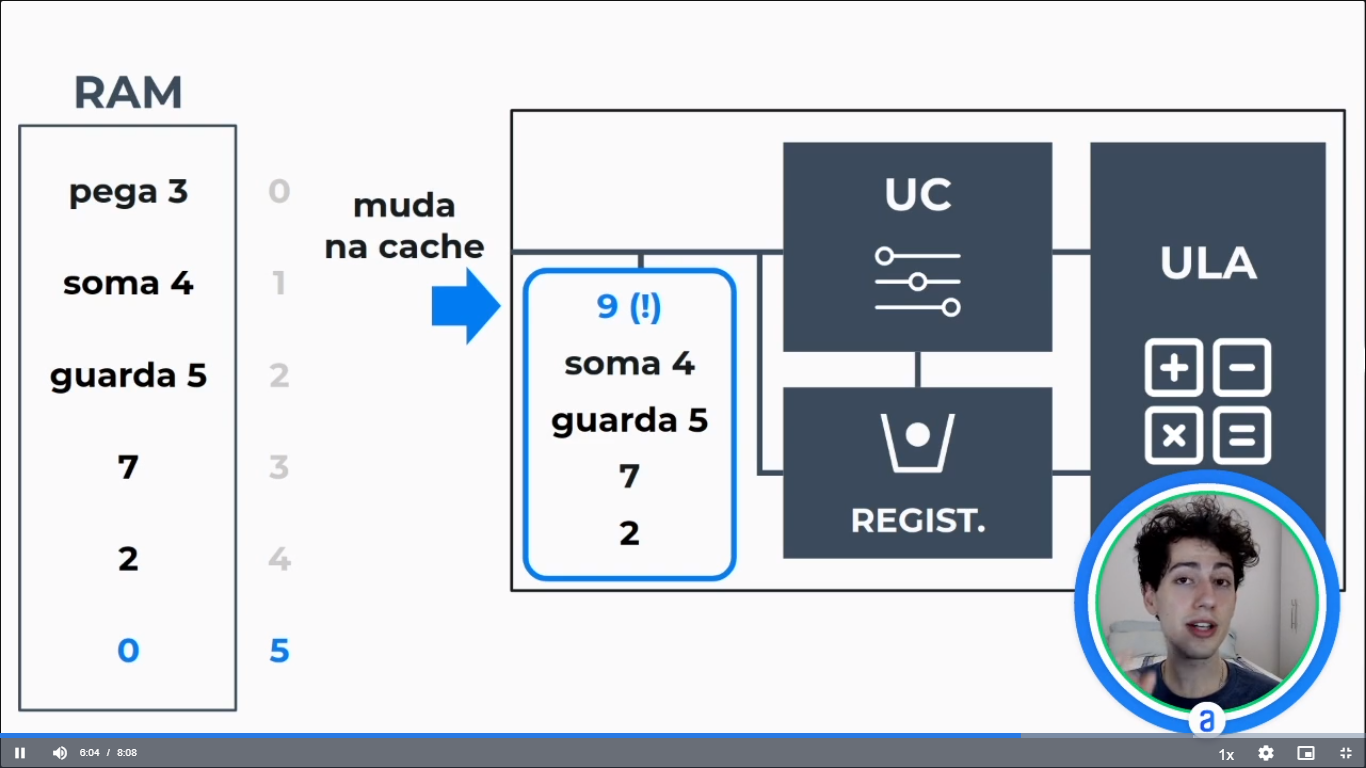 RAM
pega 3 0
soma 4 1
guarda 5 2
7 3
2 4
0 5
muda
na cache
9 (!)
soma 4
guarda 5
7
2
UC
REGIST.
ULA
a
6:04 / 8:08
1x